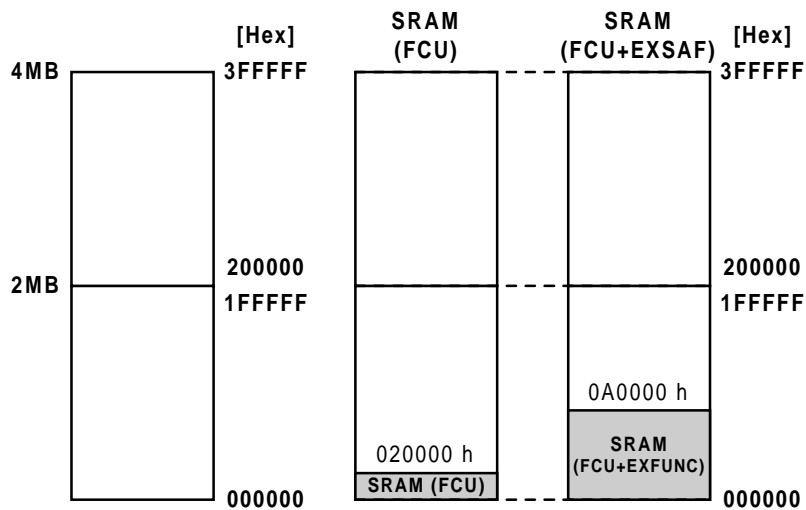 [Hex]
SRAM
(FCU)
SRAM
(FCU+EXSAF)
[Hex]
4MB
3FFFFF
3FFFFF
200000
200000
2MB
1FFFFF
1FFFFF
0A0000 h
020000 h
SRAM
(FCU+EXFUNC)
SRAM (FCU)
000000
000000